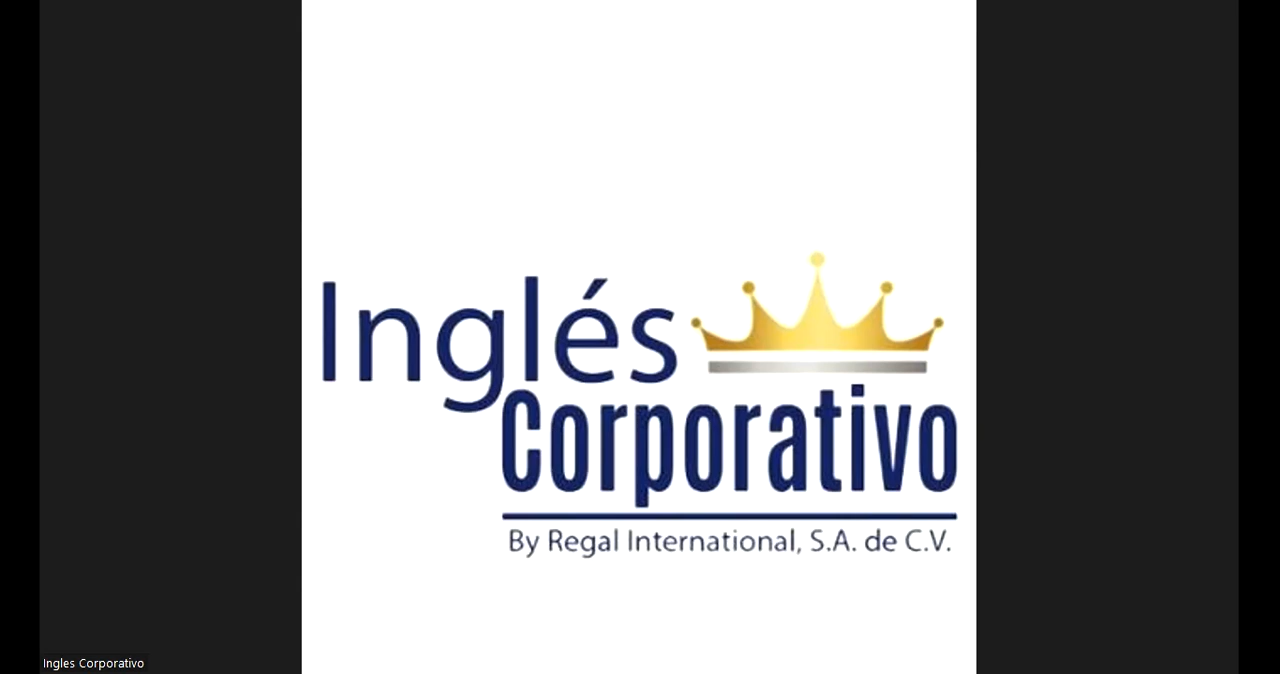 Inglés
Corporativo
By Regal International, S.A. de C.V.
Ingles Corporativo